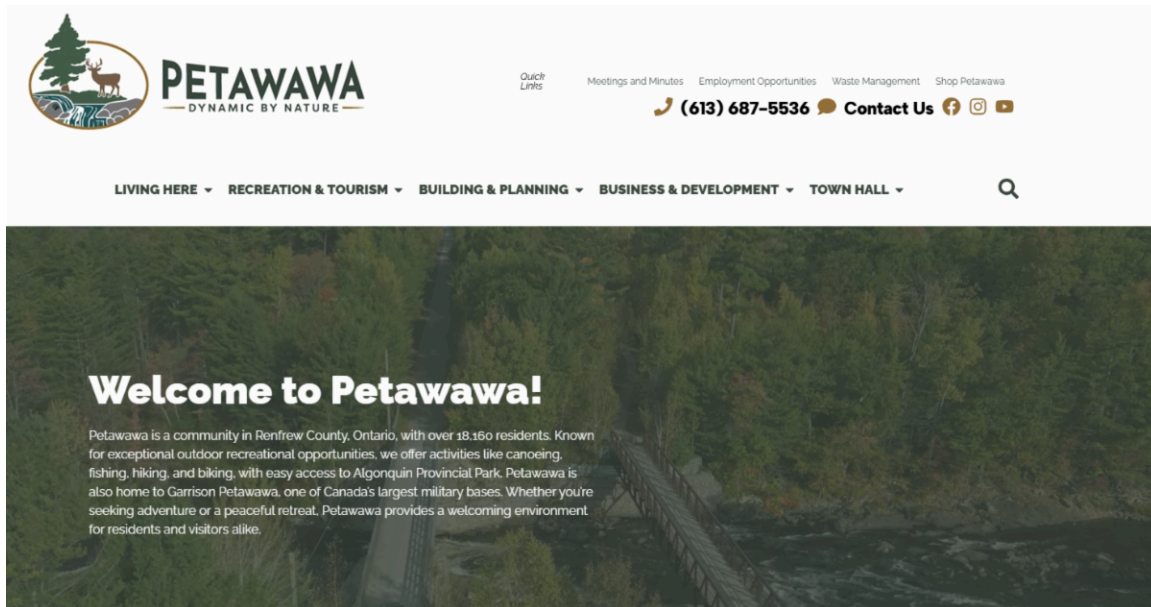 PETAWAWA
DYNAMIC BY NATURE
Quick
Links
Meetings and Minutes Employment Opportunities Waste Management Shop Petawawa
(613) 687-5536 Contact Us
LIVING HERE RECREATION & TOURISM BUILDING & PLANNING BUSINESS & DEVELOPMENT TOWN HALL
Welcome to Petawawa!
Petawawa is a community in Renfrew County, Ontario, with over 18,160 residents. Known
for exceptional outdoor recreational opportunities, we offer activities like canoeing,
fishing, hiking, and biking, with easy access to Algonquin Provincial Park. Petawawa is
also home to Garrison Petawawa, one of Canada's largest military bases. Whether you're
seeking adventure or a peaceful retreat, Petawawa provides a welcoming environment
for residents and visitors alike.